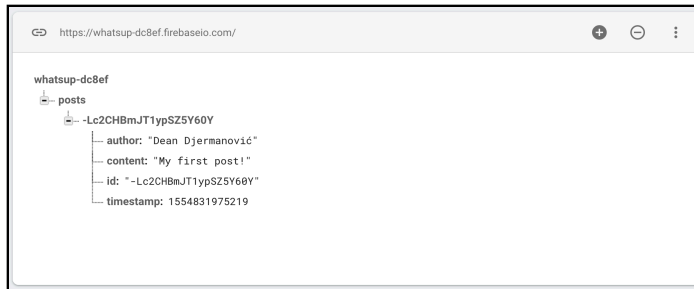 https://whatsup-dc8ef.firebaseio.com/
whatsup-dc8ef
posts
-Lc2CHBmJT1ypSZ5Y60Y
author: "Dean Djermanović"
content: "My first post!"
id: "-Lc2CHBmJT1ypSZ5Y60Y"
timestamp: 1554831975219